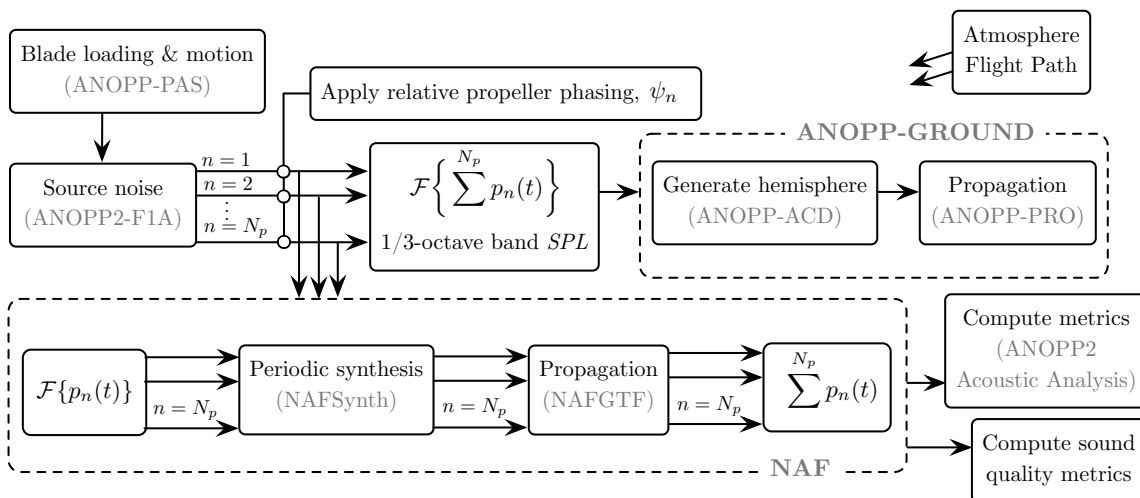 Blade loading & motion
(ANOPP-PAS)
Apply relative propeller phasing, ψₙ
Atmosphere
Flight Path
Source noise
(ANOPP2-F1A)
n = 1
n = 2
⋮
n = Nₚ
Nₚ
ℱ{∑ pₙ(t)}
1/3-octave band SPL
ANOPP-GROUND
Generate hemisphere
(ANOPP-ACD)
Propagation
(ANOPP-PRO)
ℱ{pₙ(t)}
n = Nₚ
Periodic synthesis
(NAFSynth)
n = Nₚ
Propagation
(NAFGTF)
n = Nₚ
Nₚ
∑ pₙ(t)
NAF
Compute metrics
(ANOPP2
Acoustic Analysis)
Compute sound
quality metrics